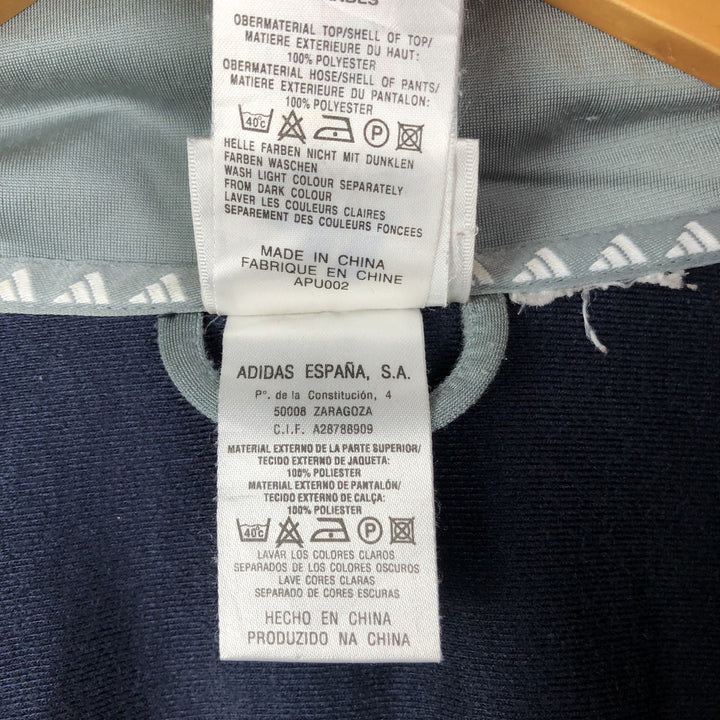 OBERMATERIAL TOP/SHELL OF TOP/
MATIERE EXTERIEURE DU HAUT:
100% POLYESTER
OBERMATERIAL HOSE/SHELL OF PANTS/
MATIERE EXTERIEURE DU PANTALON:
100% POLYESTER
40°C P
HELLE FARBEN NICHT MIT DUNKLEN
FARBEN WASCHEN
WASH LIGHT COLOUR SEPARATELY
FROM DARK COLOUR
LAVER LES COULEURS CLAIRES
SEPAREMENT DES COULEURS FONCEES
MADE IN CHINA
FABRIQUE EN CHINE
APU002
ADIDAS ESPAÑA, S.A.
Pº. de la Constitución, 4
50008 ZARAGOZA
C.I.F. A28788909
MATERIAL EXTERNO DE LA PARTE SUPERIOR/
TECIDO EXTERNO DE JAQUETA:
100% POLIESTER
MATERIAL EXTERNO DE PANTALÓN/
TECIDO EXTERNO DE CALÇA:
100% POLIESTER
40°C P
LAVAR LOS COLORES CLAROS
SEPARADOS DE LOS COLORES OSCUROS
LAVE CORES CLARAS
SEPARADO DE CORES ESCURAS
HECHO EN CHINA
PRODUZIDO NA CHINA